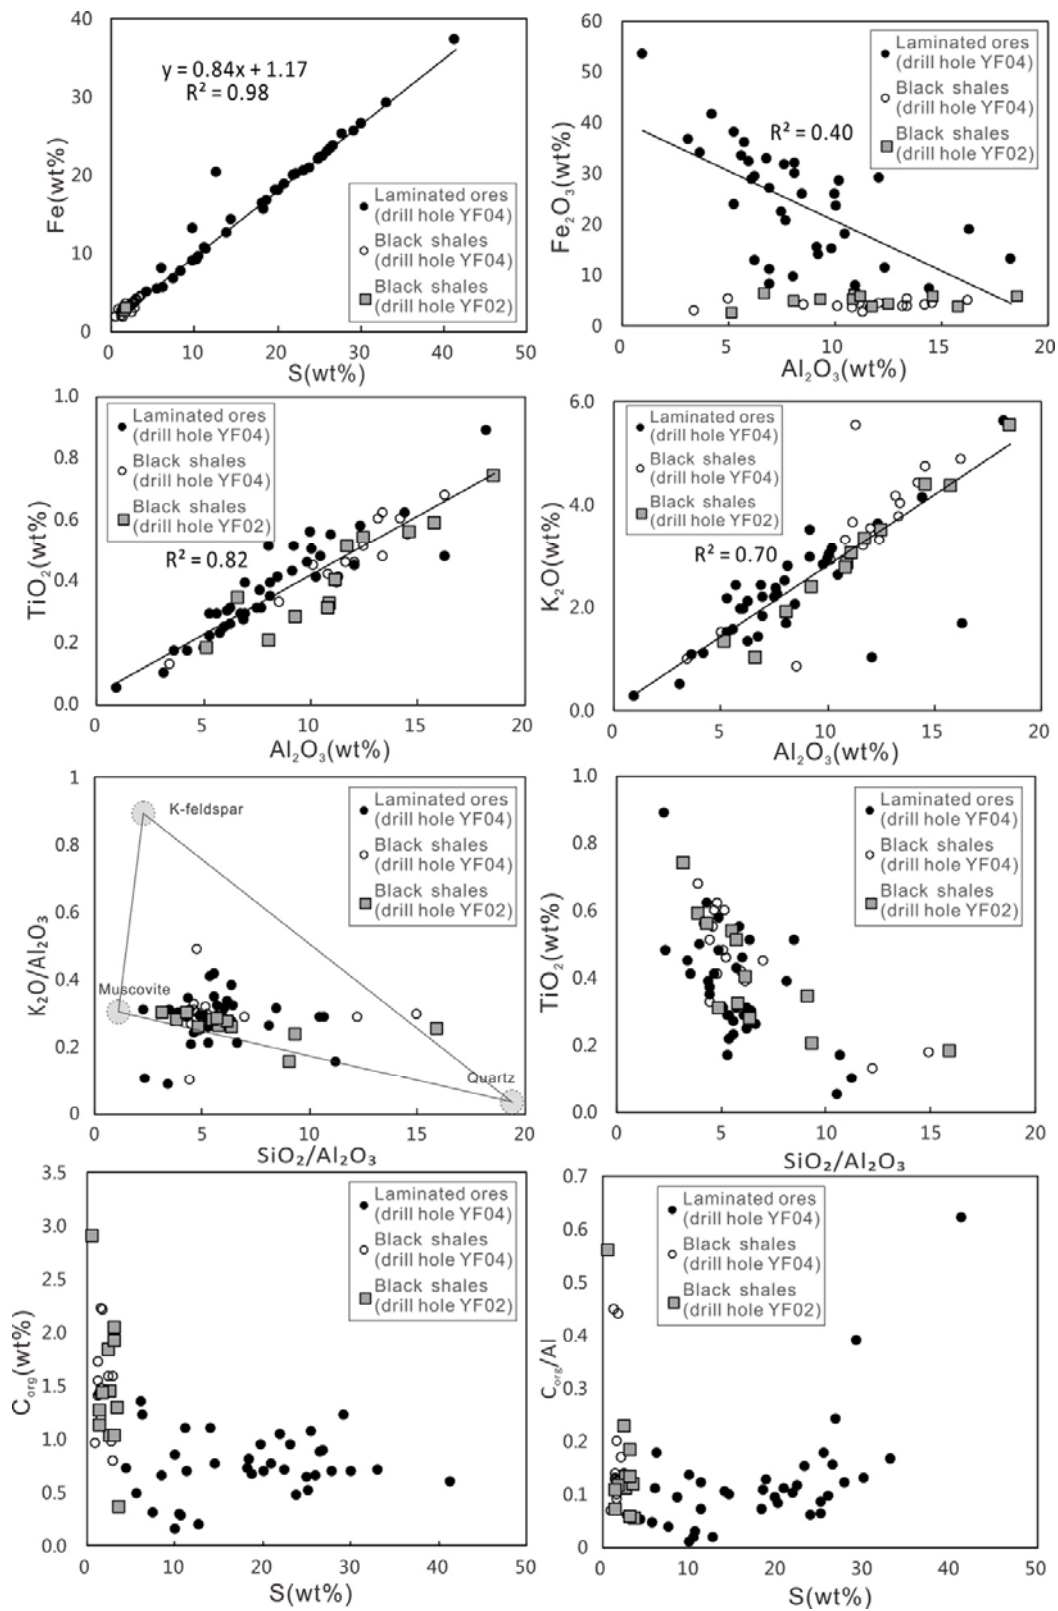 40
30
20
10
0
Fe(wt%)
y = 0.84x + 1.17
R² = 0.98
Laminated ores
(drill hole YF04)
Black shales
(drill hole YF04)
Black shales
(drill hole YF02)
0 10 20 30 40 50
S(wt%)
60
50
40
30
20
10
0
Fe₂O₃(wt%)
Laminated ores
(drill hole YF04)
Black shales
(drill hole YF04)
Black shales
(drill hole YF02)
R² = 0.40
0 5 10 15 20
Al₂O₃(wt%)
1.0
0.8
0.6
0.4
0.2
0.0
TiO₂(wt%)
Laminated ores
(drill hole YF04)
Black shales
(drill hole YF04)
Black shales
(drill hole YF02)
R² = 0.82
0 5 10 15 20
Al₂O₃(wt%)
6.0
4.0
2.0
0.0
K₂O(wt%)
Laminated ores
(drill hole YF04)
Black shales
(drill hole YF04)
Black shales
(drill hole YF02)
R² = 0.70
0 5 10 15 20
Al₂O₃(wt%)
1
0.8
0.6
0.4
0.2
0
K₂O/Al₂O₃
K-feldspar
Muscovite
Quartz
Laminated ores
(drill hole YF04)
Black shales
(drill hole YF04)
Black shales
(drill hole YF02)
0 5 10 15 20
SiO₂/Al₂O₃
1.0
0.8
0.6
0.4
0.2
0.0
TiO₂(wt%)
Laminated ores
(drill hole YF04)
Black shales
(drill hole YF04)
Black shales
(drill hole YF02)
0 5 10 15 20
SiO₂/Al₂O₃
3.5
3.0
2.5
2.0
1.5
1.0
0.5
0.0
C_org(wt%)
Laminated ores
(drill hole YF04)
Black shales
(drill hole YF04)
Black shales
(drill hole YF02)
0 10 20 30 40 50
S(wt%)
0.7
0.6
0.5
0.4
0.3
0.2
0.1
0
C_org/Al
Laminated ores
(drill hole YF04)
Black shales
(drill hole YF04)
Black shales
(drill hole YF02)
0 10 20 30 40 50
S(wt%)